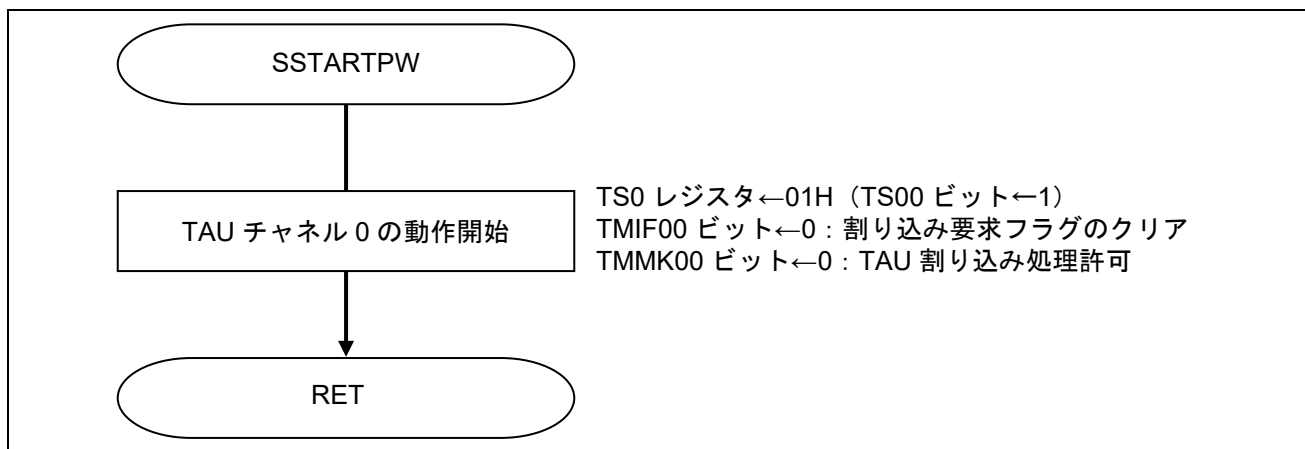 SSTARTPW
TAU チャネル 0 の動作開始
TS0 レジスタ←01H（TS00 ビット←1）
TMIF00 ビット←0：割り込み要求フラグのクリア
TMMK00 ビット←0：TAU 割り込み処理許可
RET